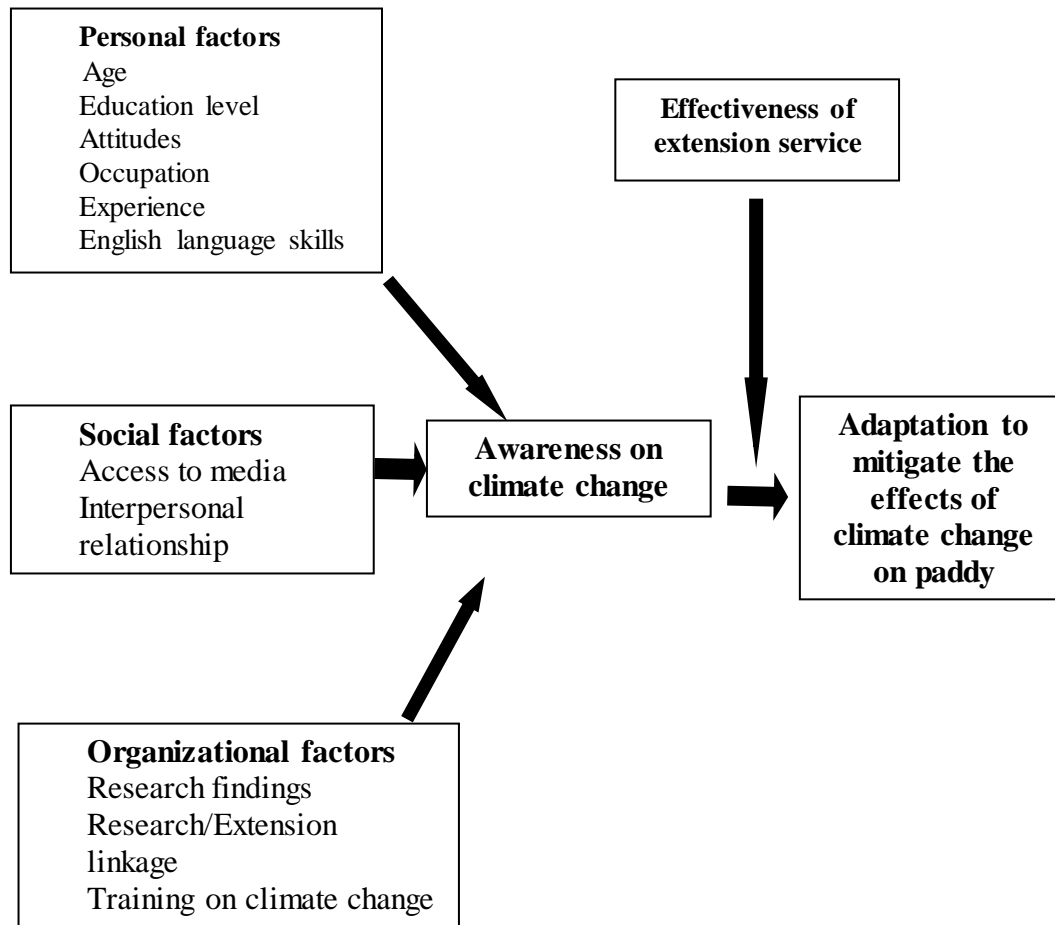 Personal factors
Age
Education level
Attitudes
Occupation
Experience
English language skills
Effectiveness of
extension service
Social factors
Access to media
Interpersonal
relationship
Awareness on
climate change
Adaptation to
mitigate the
effects of
climate change
on paddy
Organizational factors
Research findings
Research/Extension
linkage
Training on climate change